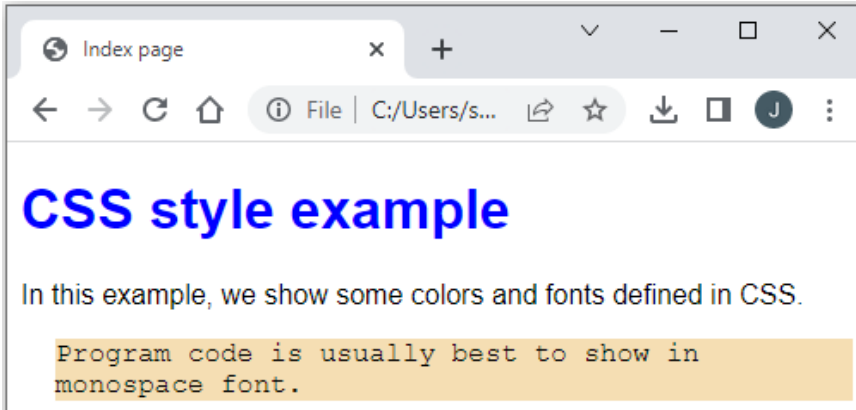 Index page
File
C:/Users/s...
J
CSS style example
In this example, we show some colors and fonts defined in CSS.
Program code is usually best to show in
monospace font.